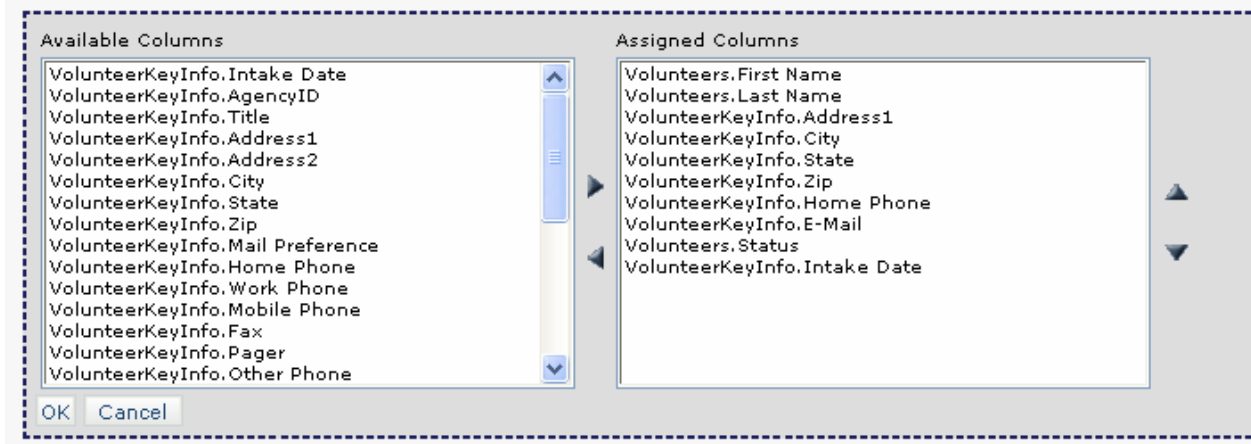 Available Columns
VolunteerKeyInfo.Intake Date
VolunteerKeyInfo.AgencyID
VolunteerKeyInfo.Title
VolunteerKeyInfo.Address1
VolunteerKeyInfo.Address2
VolunteerKeyInfo.City
VolunteerKeyInfo.State
VolunteerKeyInfo.Zip
VolunteerKeyInfo.Mail Preference
VolunteerKeyInfo.Home Phone
VolunteerKeyInfo.Work Phone
VolunteerKeyInfo.Mobile Phone
VolunteerKeyInfo.Fax
VolunteerKeyInfo.Pager
VolunteerKeyInfo.Other Phone
Assigned Columns
Volunteers.First Name
Volunteers.Last Name
VolunteerKeyInfo.Address1
VolunteerKeyInfo.City
VolunteerKeyInfo.State
VolunteerKeyInfo.Zip
VolunteerKeyInfo.Home Phone
VolunteerKeyInfo.E-Mail
Volunteers.Status
VolunteerKeyInfo.Intake Date
OK Cancel